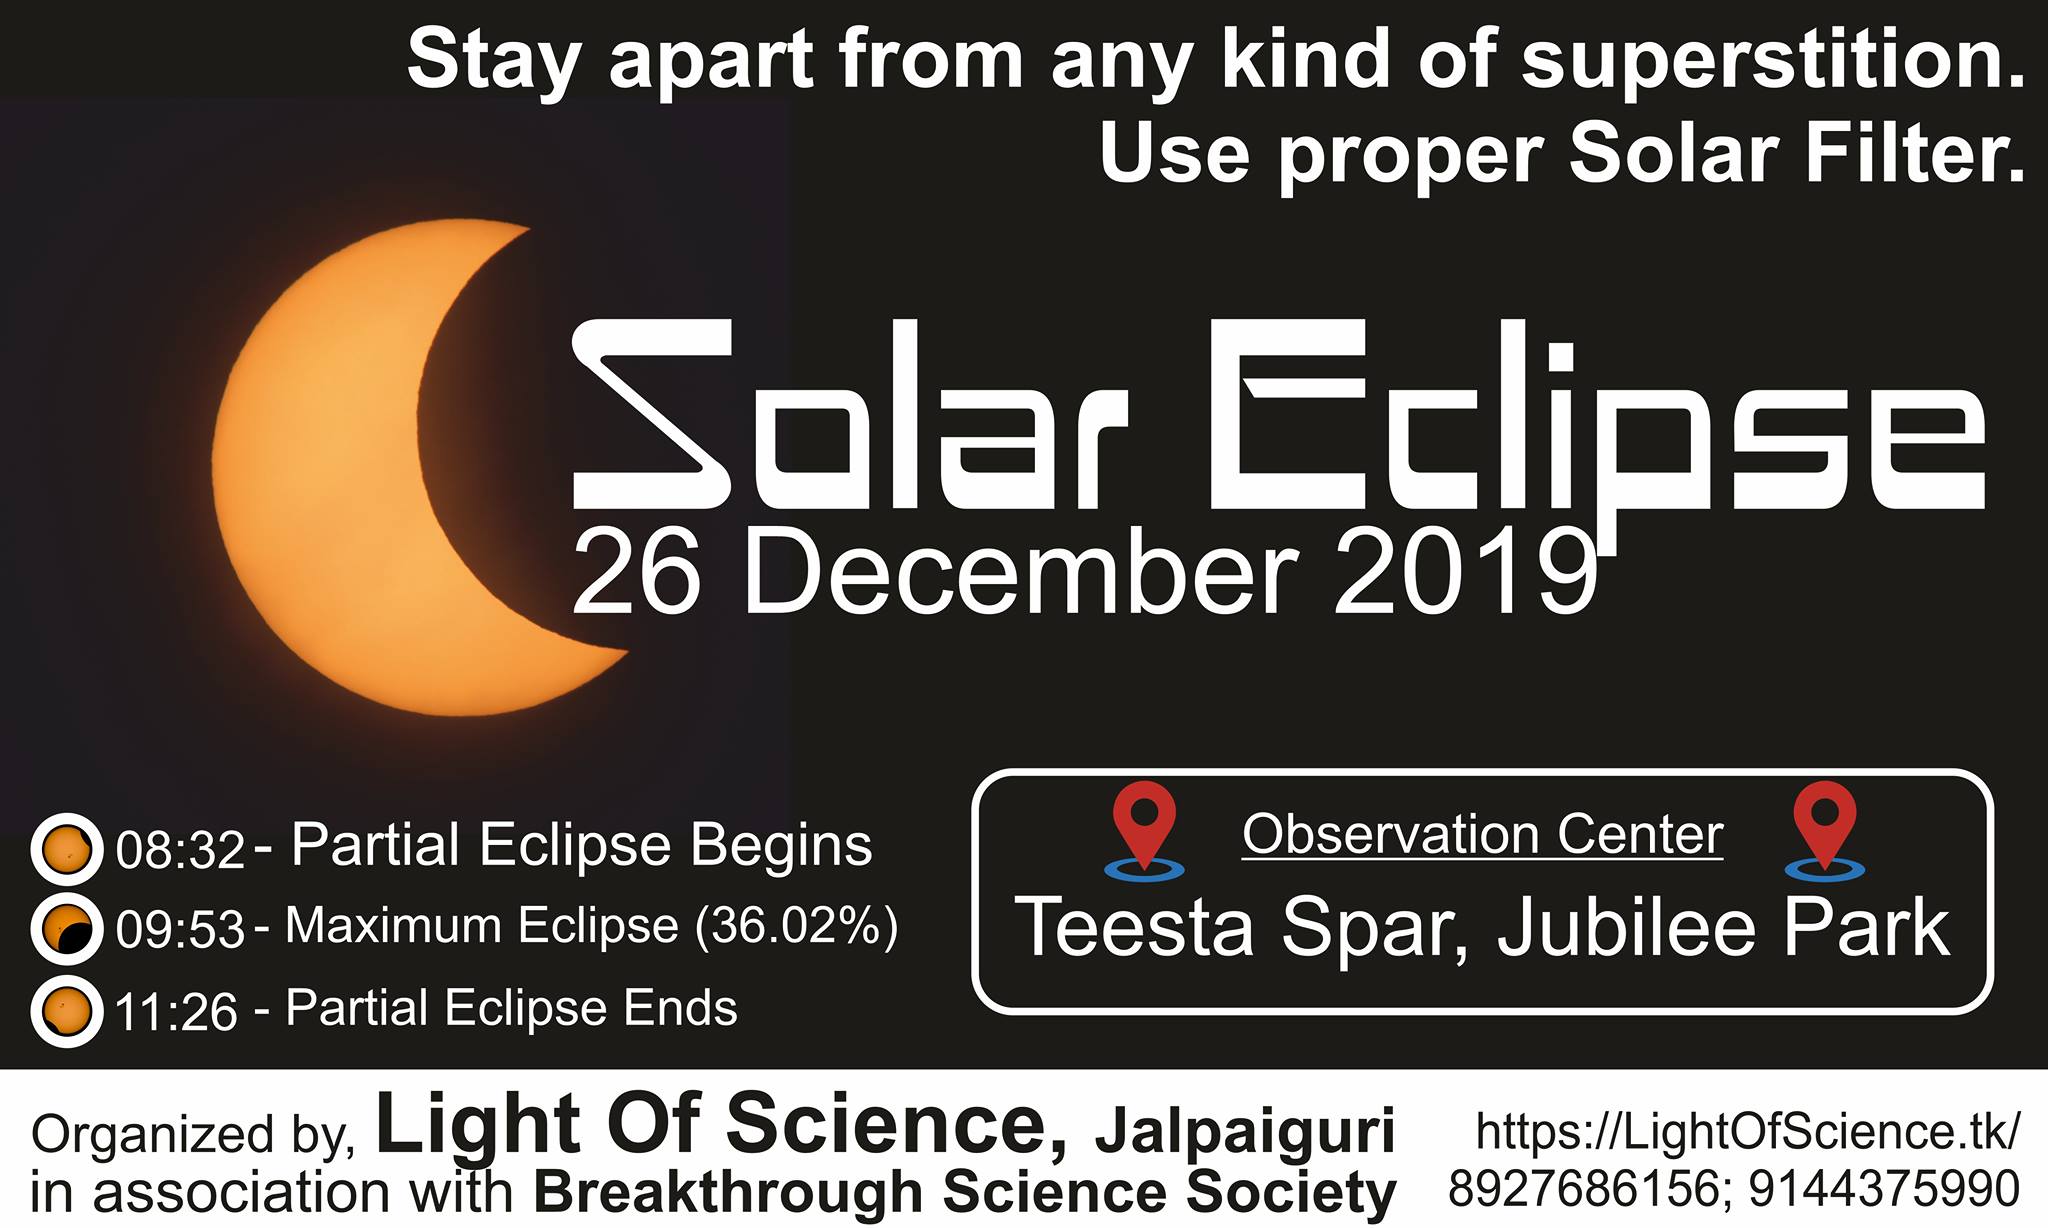 Stay apart from any kind of superstition.
Use proper Solar Filter.
Solar Eclipse
26 December 2019
08:32 - Partial Eclipse Begins
09:53 - Maximum Eclipse (36.02%)
11:26 - Partial Eclipse Ends
Observation Center
Teesta Spar, Jubilee Park
Organized by, Light Of Science, Jalpaiguri
in association with Breakthrough Science Society
https://LightOfScience.tk/
8927686156; 9144375990